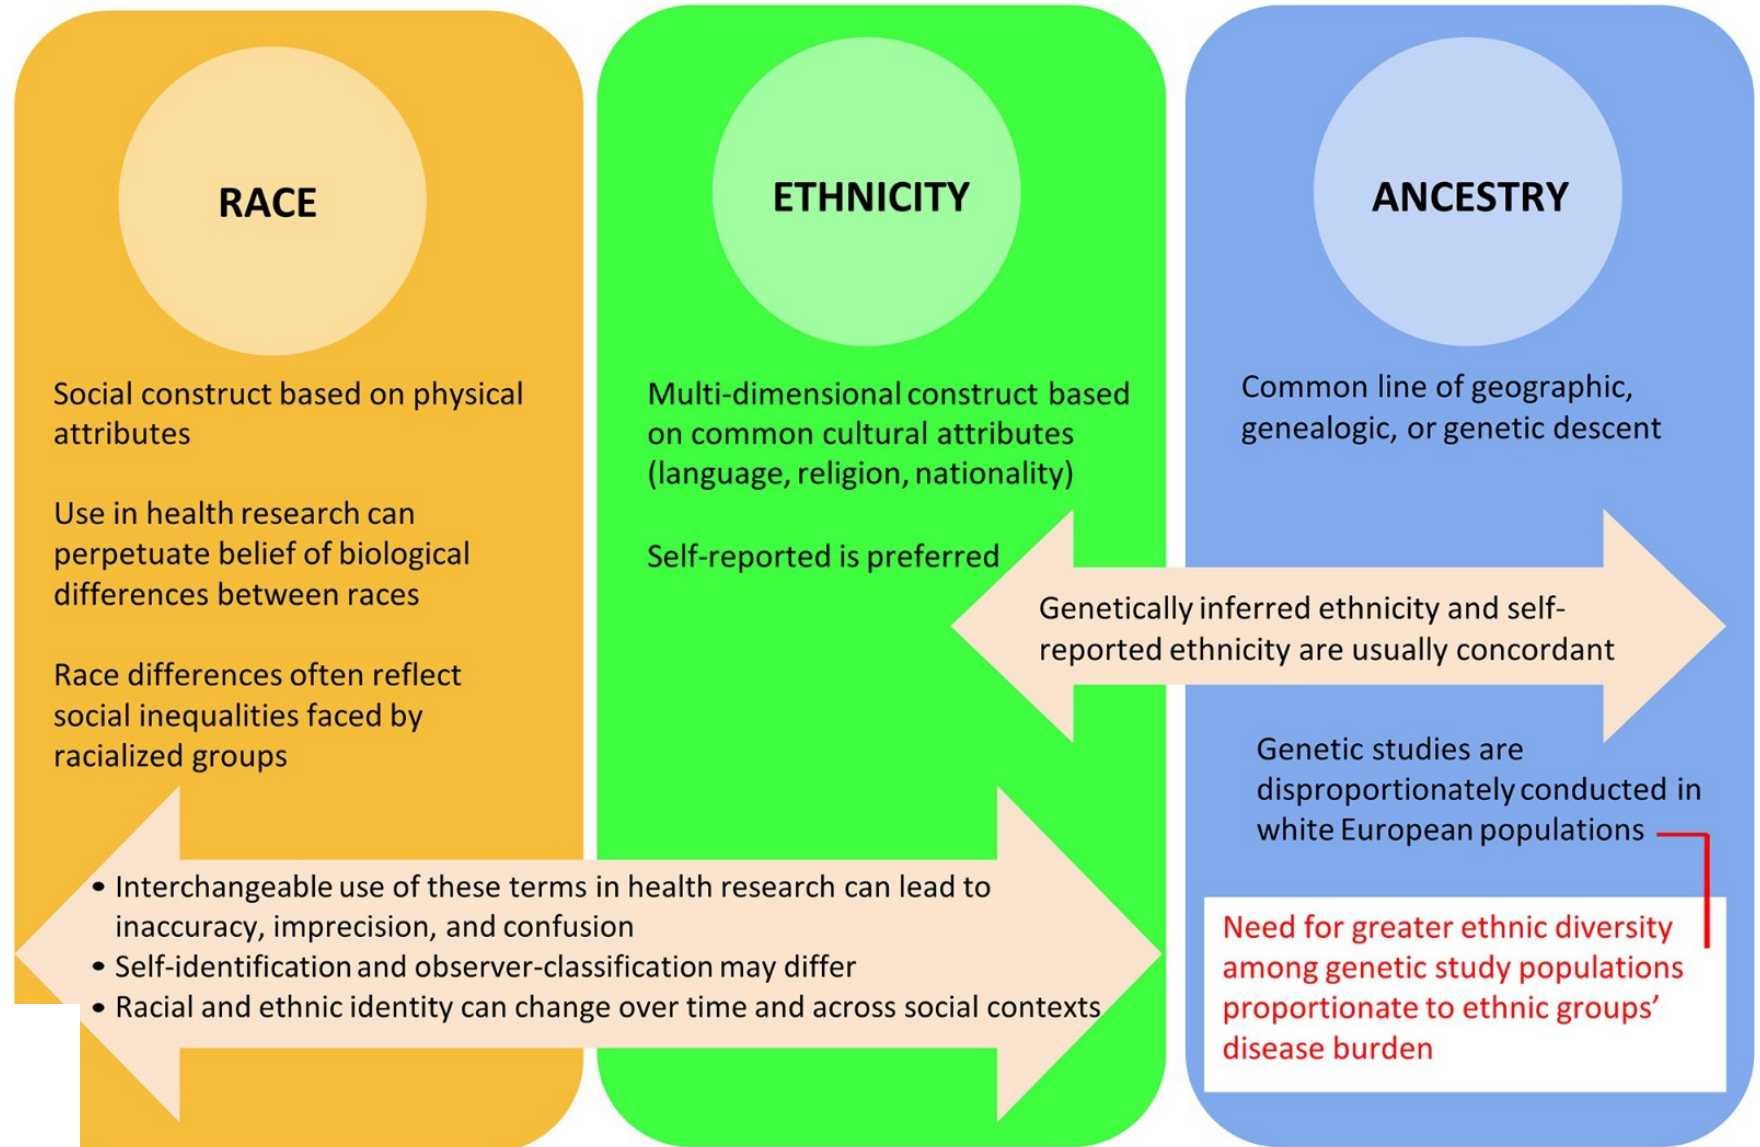 RACE
Social construct based on physical
attributes
Use in health research can
perpetuate belief of biological
differences between races
Race differences often reflect
social inequalities faced by
racialized groups
ETHNICITY
Multi-dimensional construct based
on common cultural attributes
(language, religion, nationality)
Self-reported is preferred
ANCESTRY
Common line of geographic,
genealogic, or genetic descent
Genetically inferred ethnicity and self-
reported ethnicity are usually concordant
Genetic studies are
disproportionately conducted in
white European populations
Need for greater ethnic diversity
among genetic study populations
proportionate to ethnic groups’
disease burden
• Interchangeable use of these terms in health research can lead to
inaccuracy, imprecision, and confusion
• Self-identification and observer-classification may differ
• Racial and ethnic identity can change over time and across social contexts